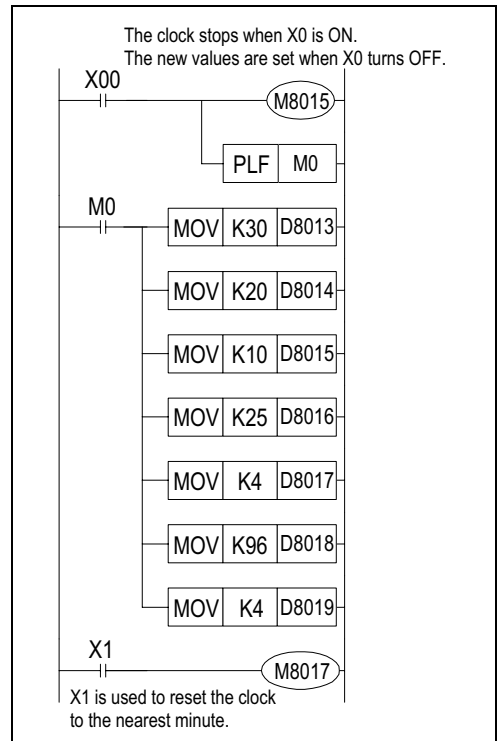 The clock stops when X0 is ON.
The new values are set when X0 turns OFF.
X00
M8015
PLF M0
M0
MOV K30 D8013
MOV K20 D8014
MOV K10 D8015
MOV K25 D8016
MOV K4 D8017
MOV K96 D8018
MOV K4 D8019
X1
M8017
X1 is used to reset the clock
to the nearest minute.